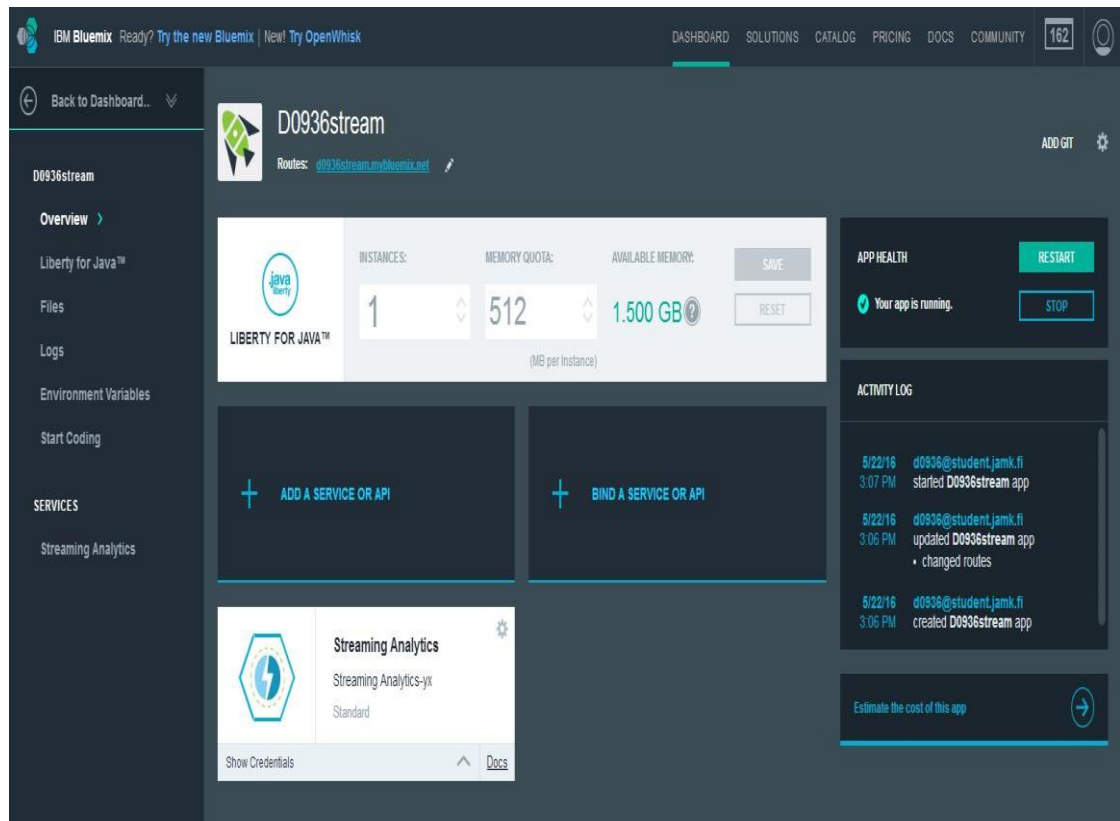 IBM Bluemix Ready? Try the new Bluemix | New! Try OpenWhisk
DASHBOARD SOLUTIONS CATALOG PRICING DOCS COMMUNITY 162
Back to Dashboard...
D0936stream
Overview
Liberty for Java™
Files
Logs
Environment Variables
Start Coding
SERVICES
Streaming Analytics
D0936stream
Routes: d0936stream.mybluemix.net
ADD GIT
java
liberty
LIBERTY FOR JAVA™
INSTANCES:
1
MEMORY QUOTA:
512
(MB per Instance)
AVAILABLE MEMORY:
1.500 GB ?
SAVE
RESET
APP HEALTH
RESTART
Your app is running.
STOP
ADD A SERVICE OR API
BIND A SERVICE OR API
ACTIVITY LOG
5/22/16 d0936@student.jamk.fi
3:07 PM started D0936stream app
5/22/16 d0936@student.jamk.fi
3:06 PM updated D0936stream app
• changed routes
5/22/16 d0936@student.jamk.fi
3:06 PM created D0936stream app
Streaming Analytics
Streaming Analytics-yx
Standard
Show Credentials
Docs
Estimate the cost of this app